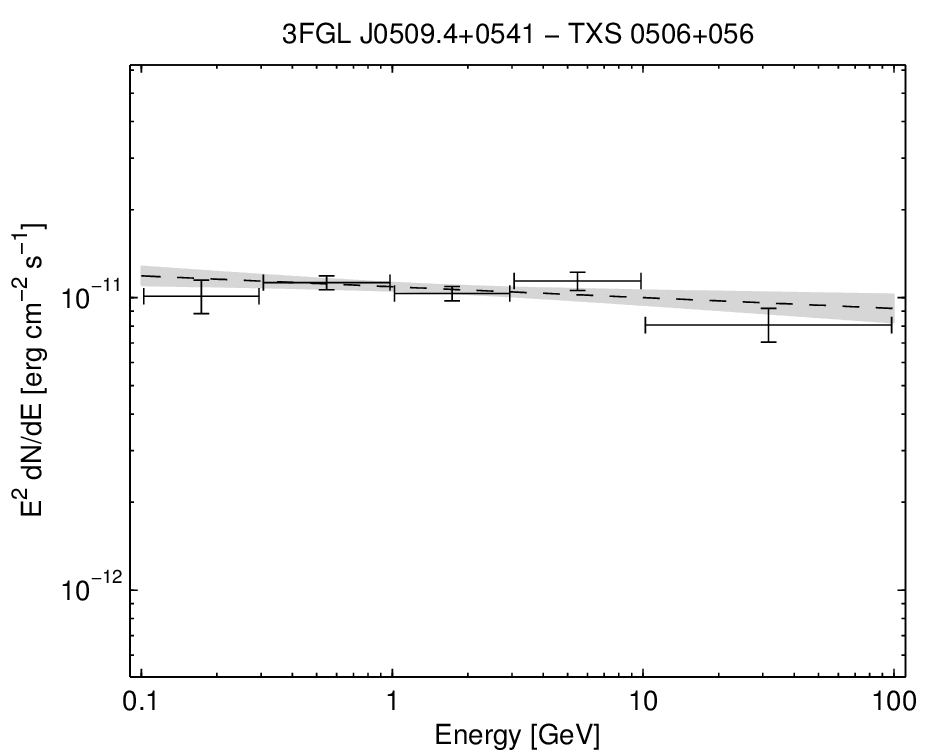 3FGL J0509.4+0541 − TXS 0506+056
E² dN/dE [erg cm⁻² s⁻¹]
10⁻¹¹
10⁻¹²
0.1 1 10 100
Energy [GeV]